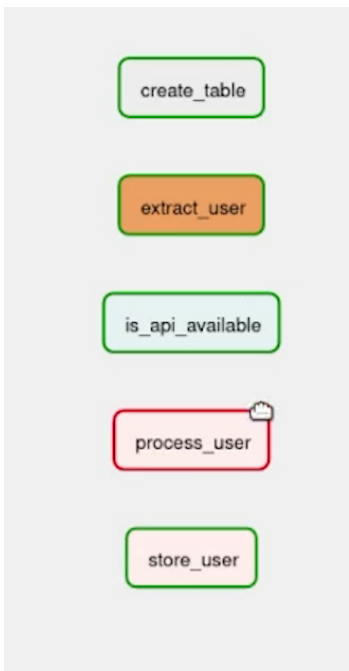 create_table
extract_user
is_api_available
process_user
store_user